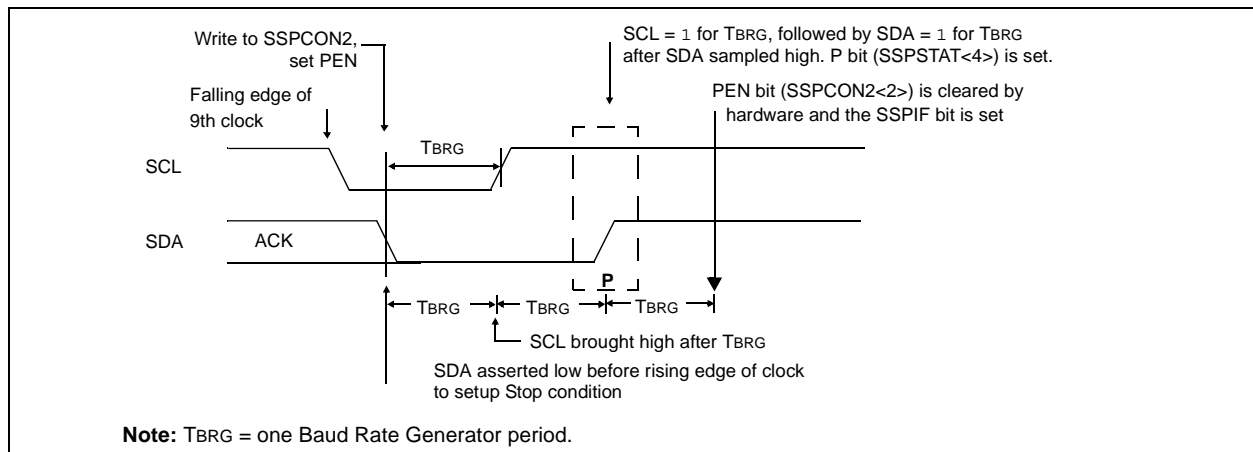 Write to SSPCON2,
set PEN
SCL = 1 for TBRG, followed by SDA = 1 for TBRG
after SDA sampled high. P bit (SSPSTAT<4>) is set.
Falling edge of
9th clock
PEN bit (SSPCON2<2>) is cleared by
hardware and the SSPIF bit is set
TBRG
SCL
SDA
ACK
P
TBRG
TBRG
TBRG
SCL brought high after TBRG
SDA asserted low before rising edge of clock
to setup Stop condition
Note: TBRG = one Baud Rate Generator period.